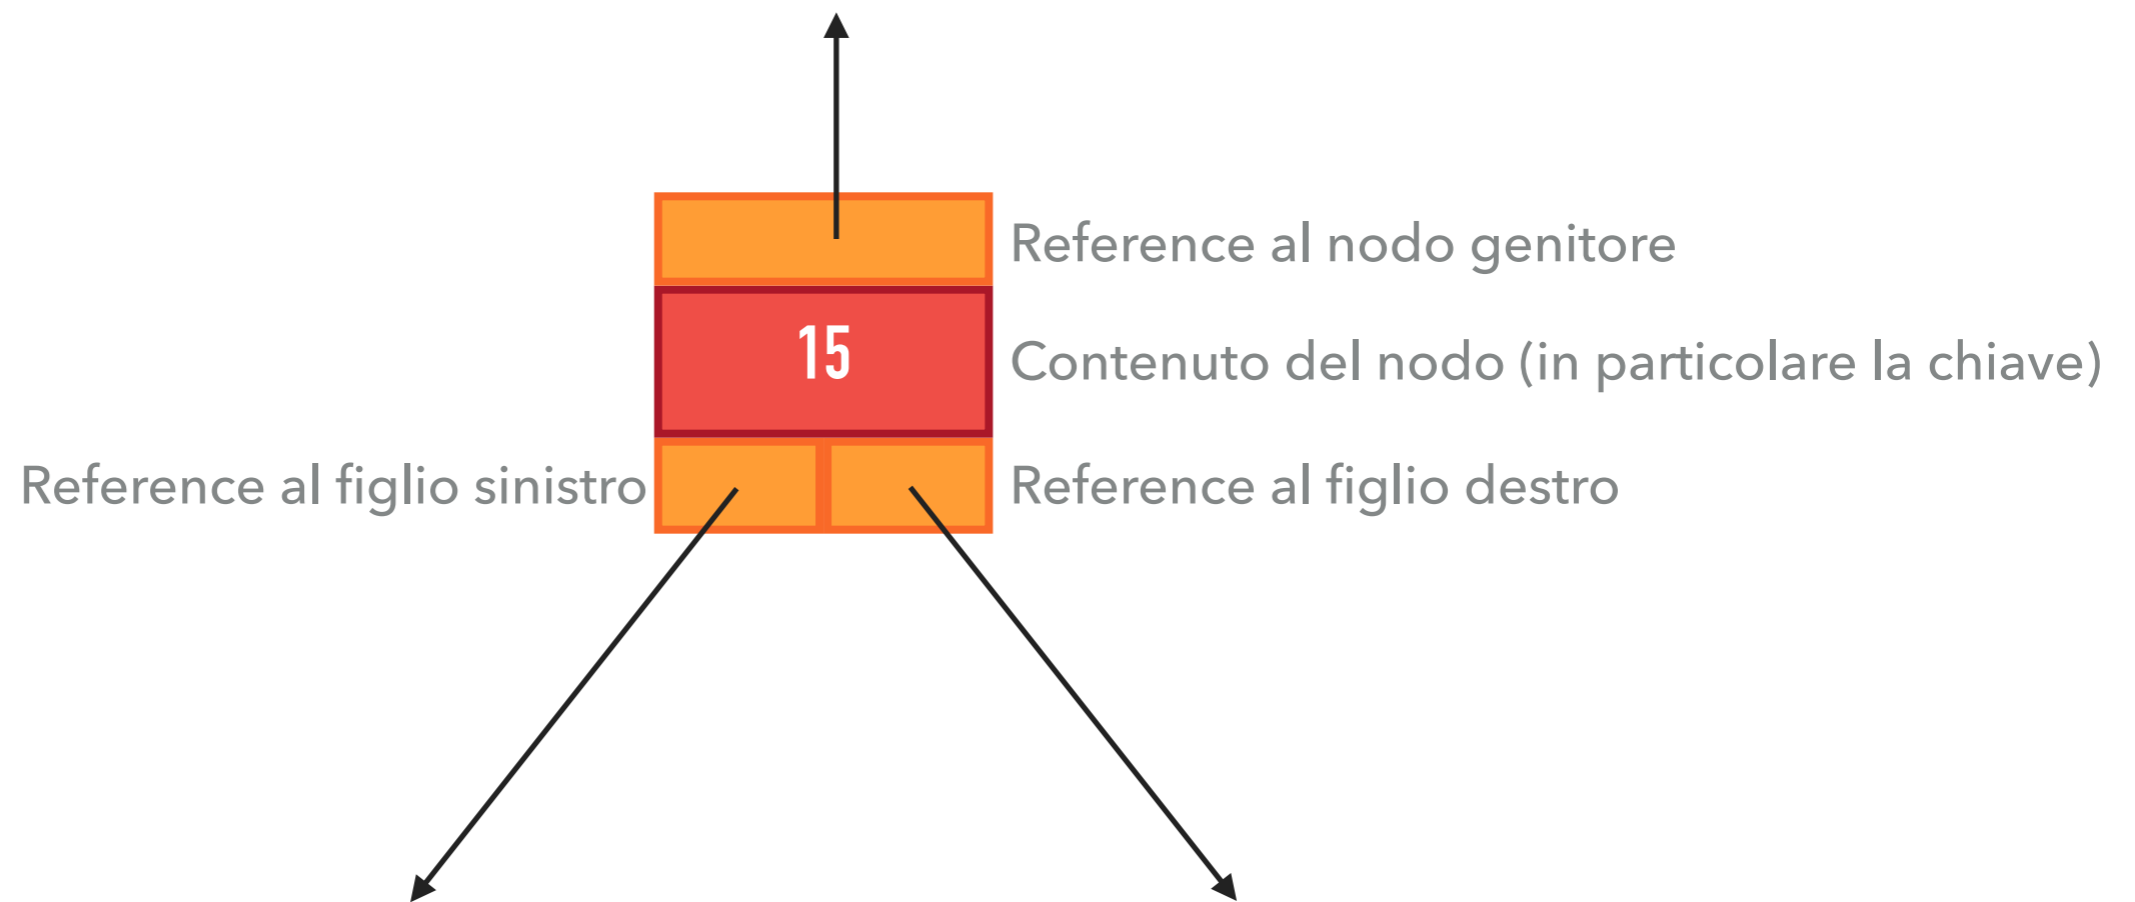 Reference al nodo genitore
15
Contenuto del nodo (in particolare la chiave)
Reference al figlio sinistro
Reference al figlio destro